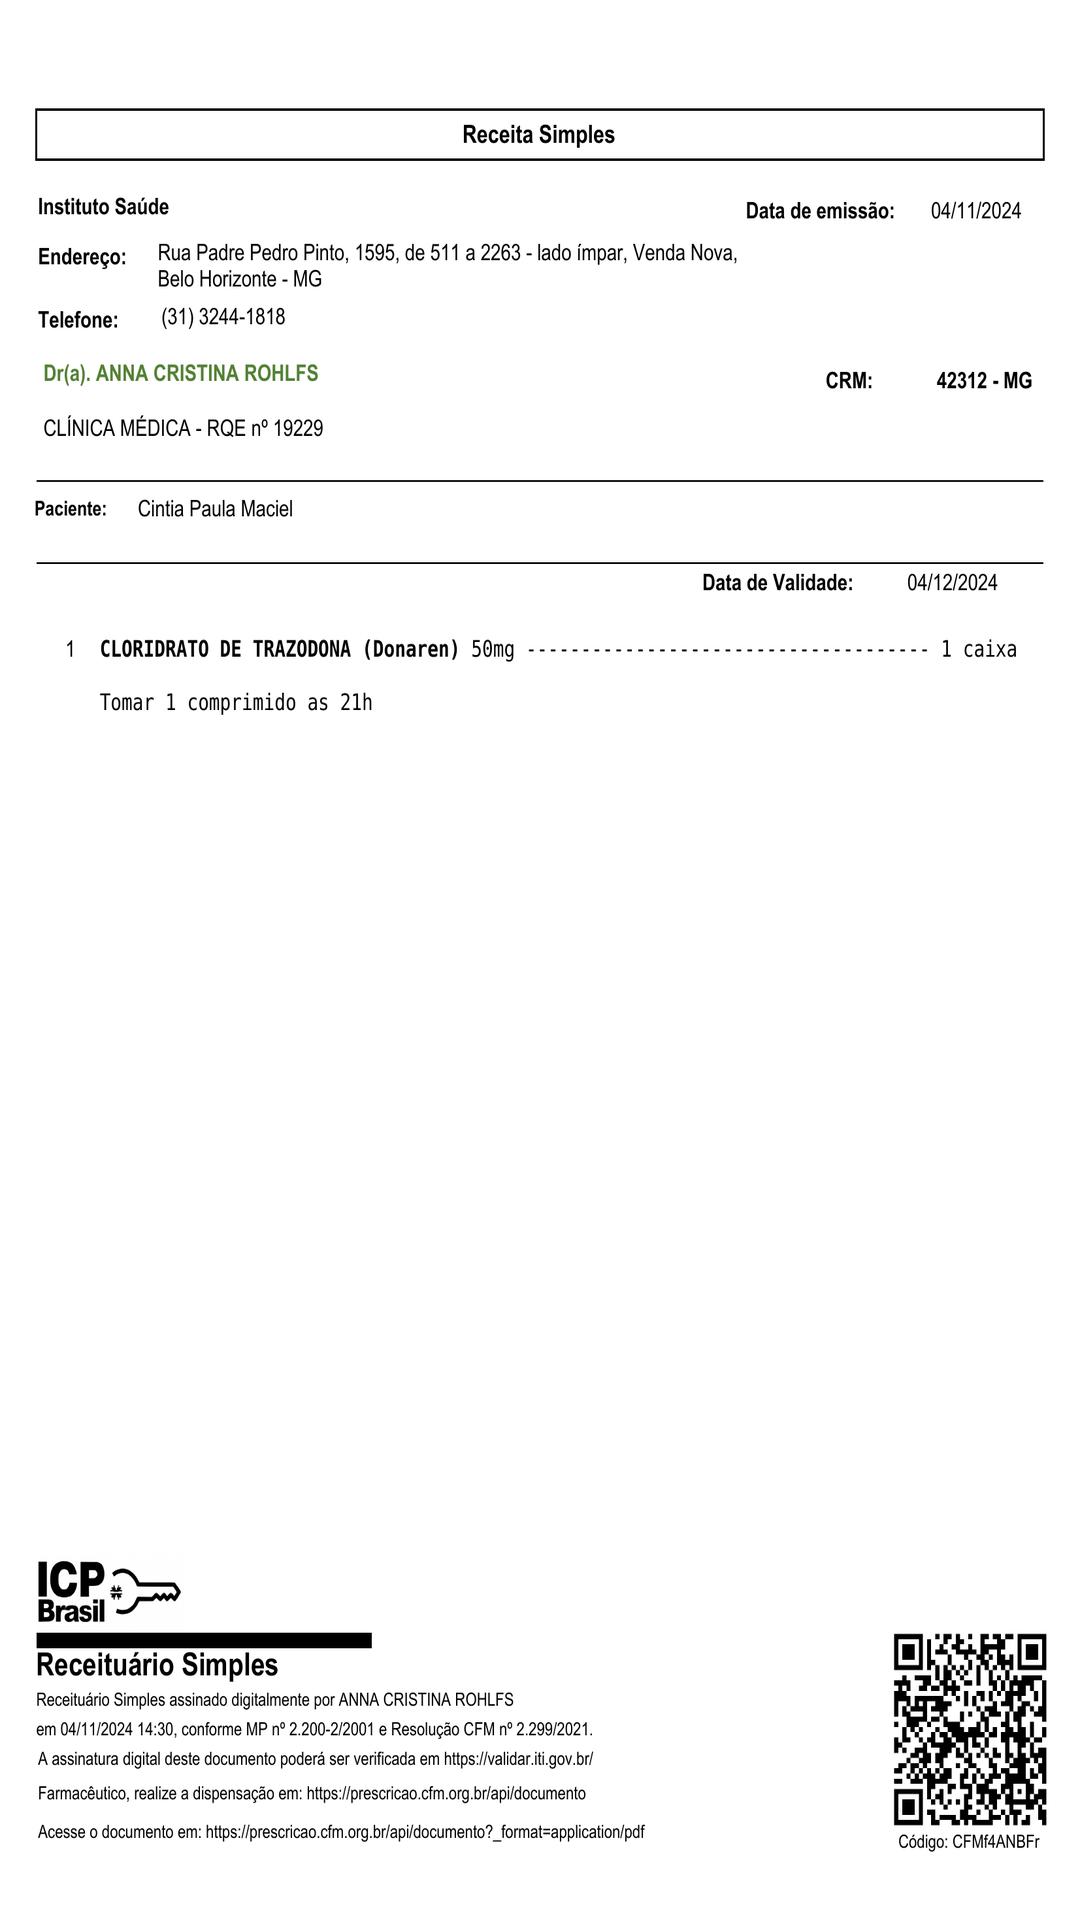 Receita Simples
Instituto Saúde
Data de emissão: 04/11/2024
Endereço: Rua Padre Pedro Pinto, 1595, de 511 a 2263 - lado ímpar, Venda Nova,
Belo Horizonte - MG
Telefone: (31) 3244-1818
Dr(a). ANNA CRISTINA ROHLFS
CRM: 42312 - MG
CLÍNICA MÉDICA - RQE nº 19229
Paciente: Cintia Paula Maciel
Data de Validade: 04/12/2024
1 CLORIDRATO DE TRAZODONA (Donaren) 50mg ------------------------------------- 1 caixa
Tomar 1 comprimido as 21h
ICP
Brasil
Receituário Simples
Receituário Simples assinado digitalmente por ANNA CRISTINA ROHLFS
em 04/11/2024 14:30, conforme MP nº 2.200-2/2001 e Resolução CFM nº 2.299/2021.
A assinatura digital deste documento poderá ser verificada em https://validar.iti.gov.br/
Farmacêutico, realize a dispensação em: https://prescricao.cfm.org.br/api/documento
Acesse o documento em: https://prescricao.cfm.org.br/api/documento?_format=application/pdf
Código: CFMf4ANBFr